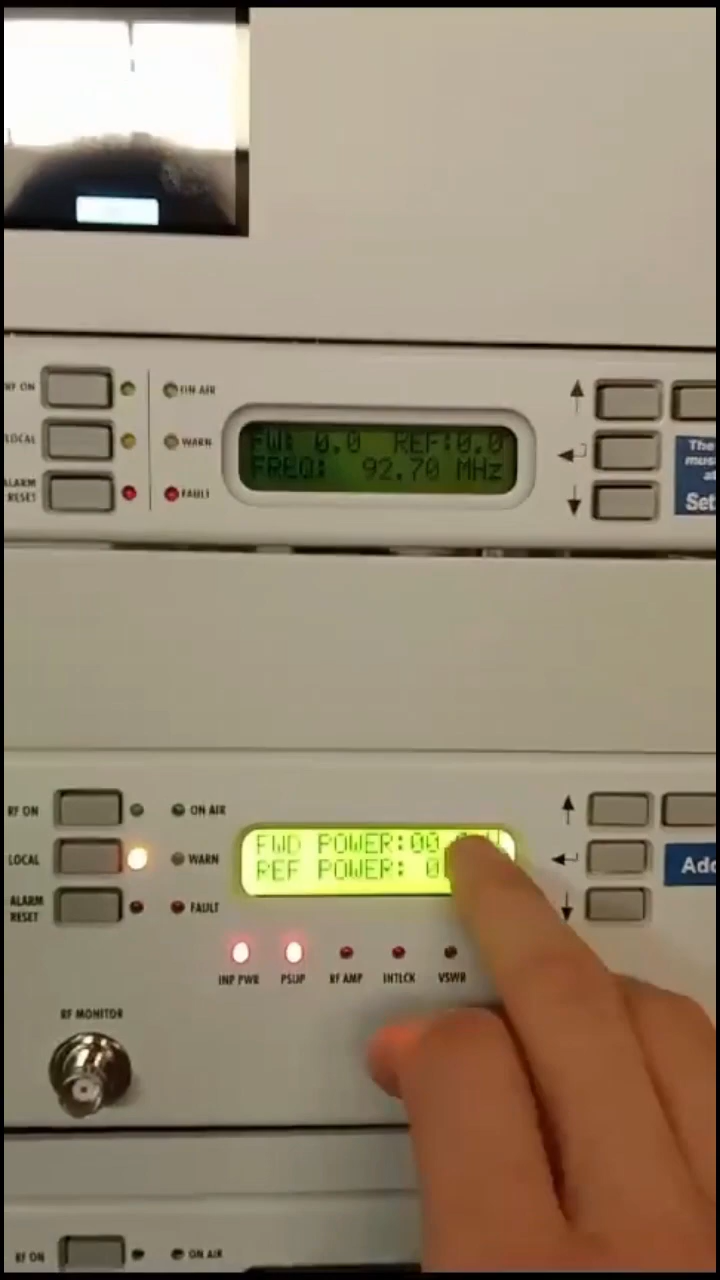 RF ON
ON AIR
LOCAL
WARN
ALARM
RESET
FAULT
FW: 0.0 REF:0.0
FREQ: 92.70 MHz
The
mus
a
Set
RF ON
ON AIR
LOCAL
WARN
ALARM
RESET
FAULT
FWD POWER:00
REF POWER: 0
Add
INP PWR
PSUP
RF AMP
INTLCK
VSWR
RF MONITOR
RF ON
ON AIR